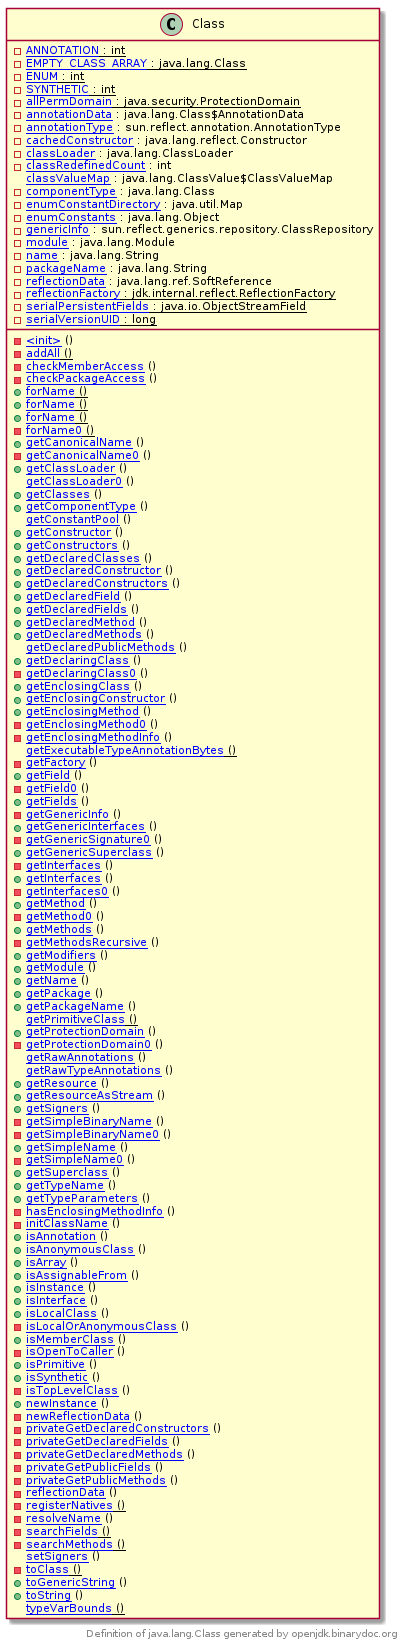 C Class
ANNOTATION : int
EMPTY_CLASS_ARRAY : java.lang.Class
ENUM : int
SYNTHETIC : int
allPermDomain : java.security.ProtectionDomain
annotationData : java.lang.Class$AnnotationData
annotationType : sun.reflect.annotation.AnnotationType
cachedConstructor : java.lang.reflect.Constructor
classLoader : java.lang.ClassLoader
classRedefinedCount : int
classValueMap : java.lang.ClassValue$ClassValueMap
componentType : java.lang.Class
enumConstantDirectory : java.util.Map
enumConstants : java.lang.Object
genericInfo : sun.reflect.generics.repository.ClassRepository
module : java.lang.Module
name : java.lang.String
packageName : java.lang.String
reflectionData : java.lang.ref.SoftReference
reflectionFactory : jdk.internal.reflect.ReflectionFactory
serialPersistentFields : java.io.ObjectStreamField
serialVersionUID : long
<init> ()
addAll ()
checkMemberAccess ()
checkPackageAccess ()
forName ()
forName ()
forName ()
forName0 ()
getCanonicalName ()
getCanonicalName0 ()
getClassLoader ()
getClassLoader0 ()
getClasses ()
getComponentType ()
getConstantPool ()
getConstructor ()
getConstructors ()
getDeclaredClasses ()
getDeclaredConstructor ()
getDeclaredConstructors ()
getDeclaredField ()
getDeclaredFields ()
getDeclaredMethod ()
getDeclaredMethods ()
getDeclaredPublicMethods ()
getDeclaringClass ()
getDeclaringClass0 ()
getEnclosingClass ()
getEnclosingConstructor ()
getEnclosingMethod ()
getEnclosingMethod0 ()
getEnclosingMethodInfo ()
getExecutableTypeAnnotationBytes ()
getFactory ()
getField ()
getField0 ()
getFields ()
getGenericInfo ()
getGenericInterfaces ()
getGenericSignature0 ()
getGenericSuperclass ()
getInterfaces ()
getInterfaces ()
getInterfaces0 ()
getMethod ()
getMethod0 ()
getMethods ()
getMethodsRecursive ()
getModifiers ()
getModule ()
getName ()
getPackage ()
getPackageName ()
getPrimitiveClass ()
getProtectionDomain ()
getProtectionDomain0 ()
getRawAnnotations ()
getRawTypeAnnotations ()
getResource ()
getResourceAsStream ()
getSigners ()
getSimpleBinaryName ()
getSimpleBinaryName0 ()
getSimpleName ()
getSimpleName0 ()
getSuperclass ()
getTypeName ()
getTypeParameters ()
hasEnclosingMethodInfo ()
initClassName ()
isAnnotation ()
isAnonymousClass ()
isArray ()
isAssignableFrom ()
isInstance ()
isInterface ()
isLocalClass ()
isLocalOrAnonymousClass ()
isMemberClass ()
isOpenToCaller ()
isPrimitive ()
isSynthetic ()
isTopLevelClass ()
newInstance ()
newReflectionData ()
privateGetDeclaredConstructors ()
privateGetDeclaredFields ()
privateGetDeclaredMethods ()
privateGetPublicFields ()
privateGetPublicMethods ()
reflectionData ()
registerNatives ()
resolveName ()
searchFields ()
searchMethods ()
setSigners ()
toClass ()
toGenericString ()
toString ()
typeVarBounds ()
Definition of java.lang.Class generated by openjdk.binarydoc.org